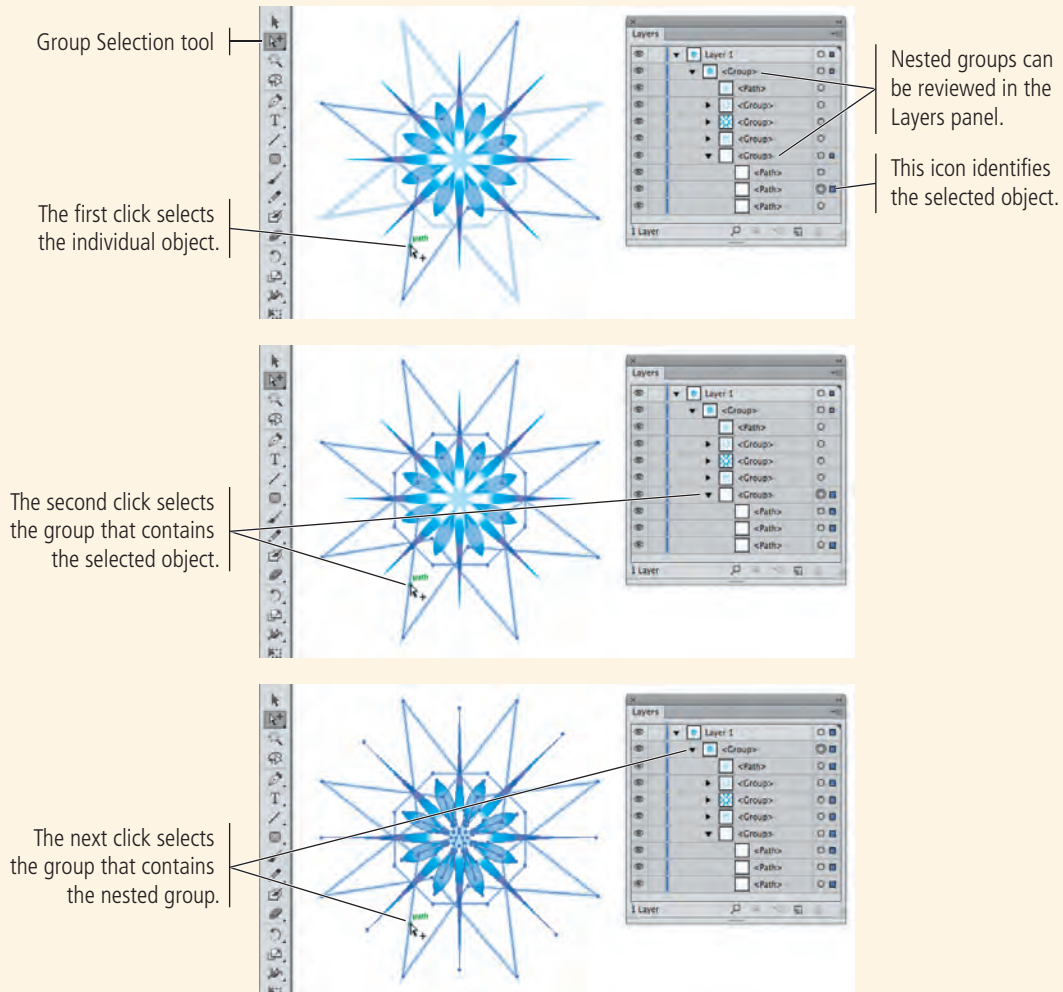 Group Selection tool
Layers
Layer 1
<Group>
<Path>
<Group>
<Group>
<Group>
<Group>
<Path>
<Path>
<Path>
1 Layer
Nested groups can
be reviewed in the
Layers panel.
This icon identifies
the selected object.
The first click selects
the individual object.
path
Layers
Layer 1
<Group>
<Path>
<Group>
<Group>
<Group>
<Group>
<Path>
<Path>
<Path>
1 Layer
The second click selects
the group that contains
the selected object.
path
Layers
Layer 1
<Group>
<Path>
<Group>
<Group>
<Group>
<Group>
<Path>
<Path>
<Path>
1 Layer
The next click selects
the group that contains
the nested group.
path